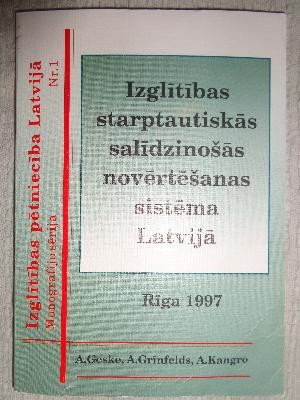 Izglītības pētniecība Latvijā
Monogrāfiju sērija Nr.1
Izglītības
starptautiskās
salīdzinošās
novērtēšanas
sistēma
Latvijā
Rīga 1997
A.Geske, A.Grīnfelds, A.Kangro